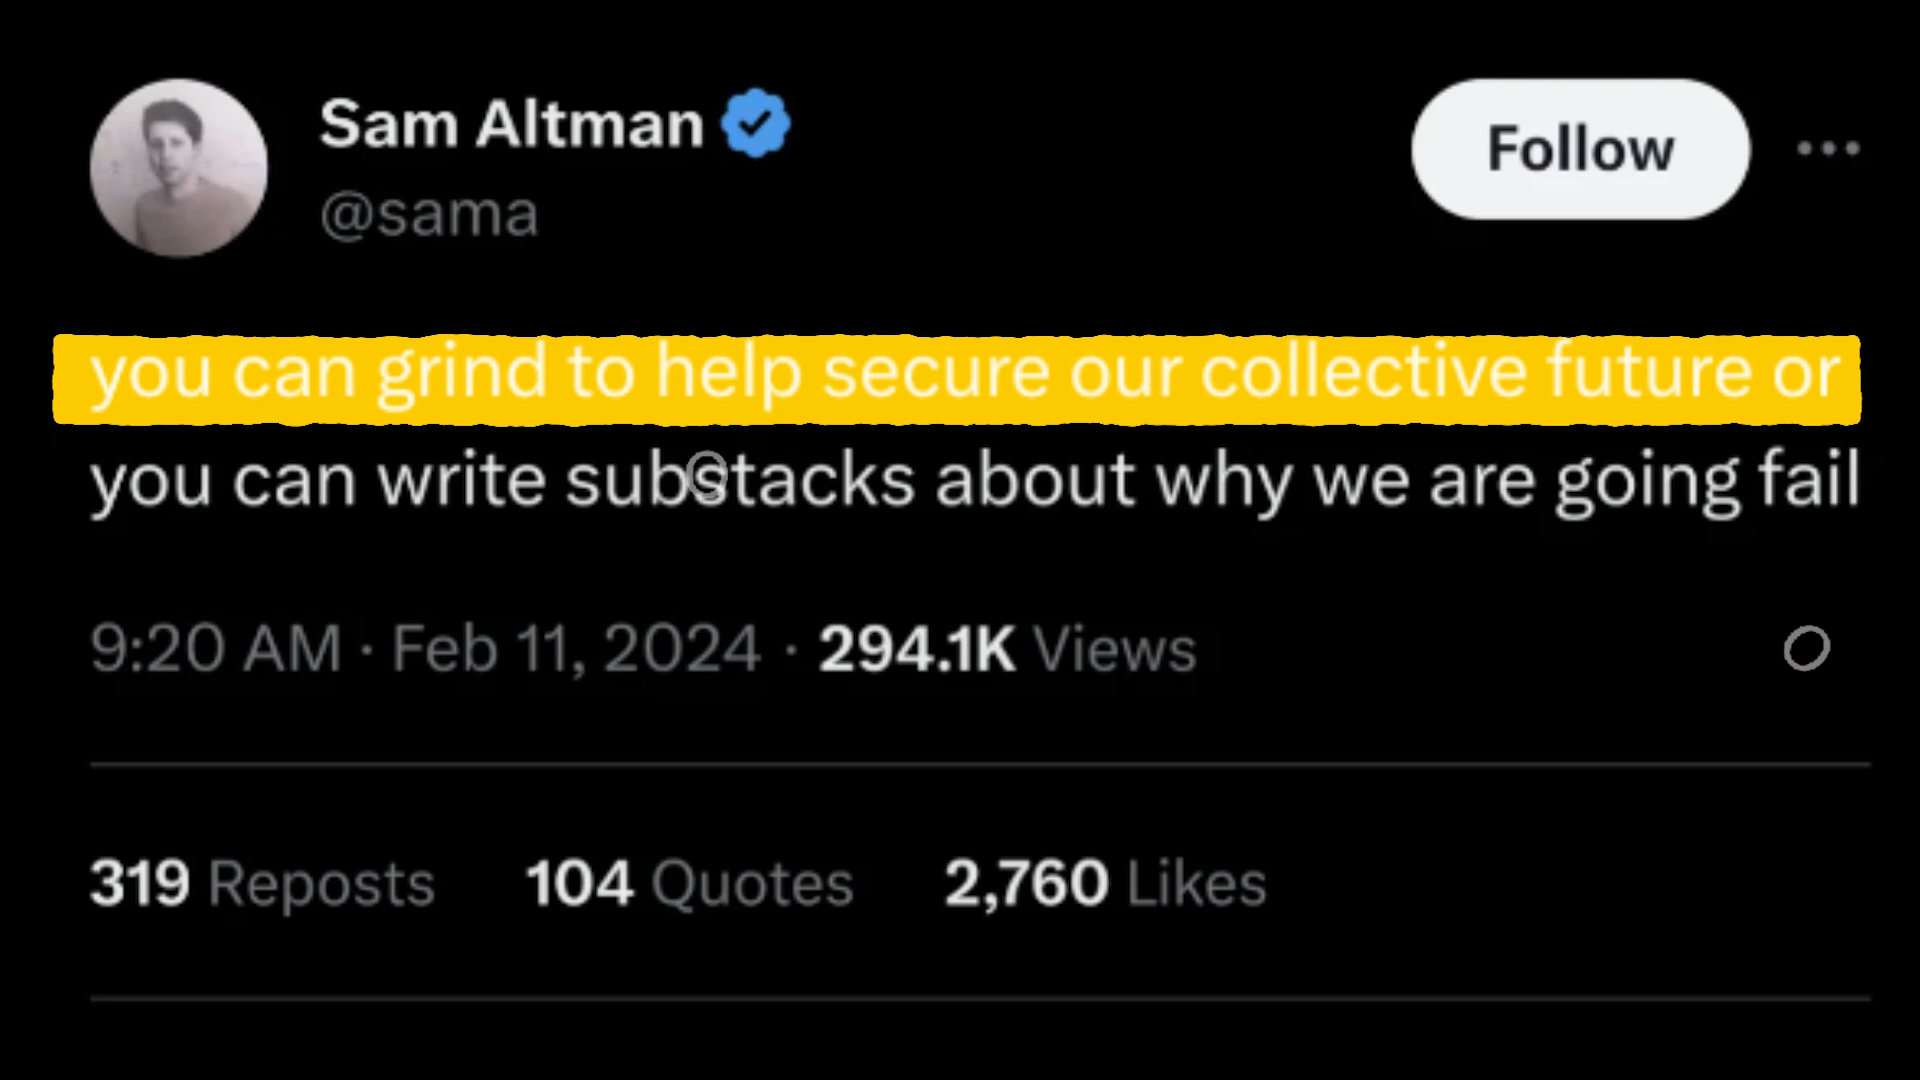 Sam Altman
@sama
Follow
you can grind to help secure our collective future or
you can write substacks about why we are going fail
9:20 AM · Feb 11, 2024 · 294.1K Views
319 Reposts 104 Quotes 2,760 Likes